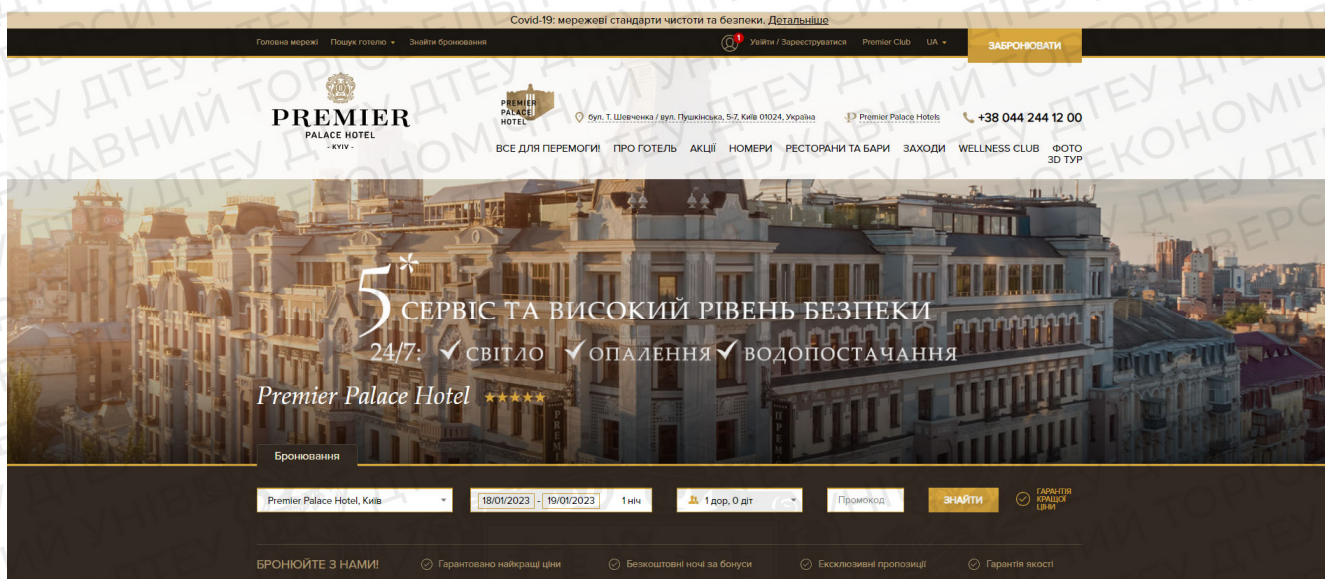 Covid-19: мережеві стандарти чистоти та безпеки. Детальніше
Головна мережі Пошук готелю Знайти бронювання 1 Увійти / Зареєструватися Premier Club UA ЗАБРОНЮВАТИ
PREMIER
PALACE HOTEL
- KYIV -
PREMIER
PALACE
HOTEL
бул. Т. Шевченка / вул. Пушкінська, 5-7, Київ 01024, Україна Premier Palace Hotels +38 044 244 12 00
ВСЕ ДЛЯ ПЕРЕМОГИ! ПРО ГОТЕЛЬ АКЦІЇ НОМЕРИ РЕСТОРАНИ ТА БАРИ ЗАХОДИ WELLNESS CLUB ФОТО
3D ТУР
5* СЕРВІС ТА ВИСОКИЙ РІВЕНЬ БЕЗПЕКИ
24/7: ✓ СВІТЛО ✓ ОПАЛЕННЯ ✓ ВОДОПОСТАЧАННЯ
Premier Palace Hotel ★★★★★
Бронювання
Premier Palace Hotel, Київ 18/01/2023 - 19/01/2023 1 ніч 1 дор, 0 діт Промокод ЗНАЙТИ ГАРАНТІЯ
КРАЩОЇ
ЦІНИ
БРОНЮЙТЕ З НАМИ! Гарантовано найкращі ціни Безкоштовні ночі за бонуси Ексклюзивні пропозиції Гарантія якості